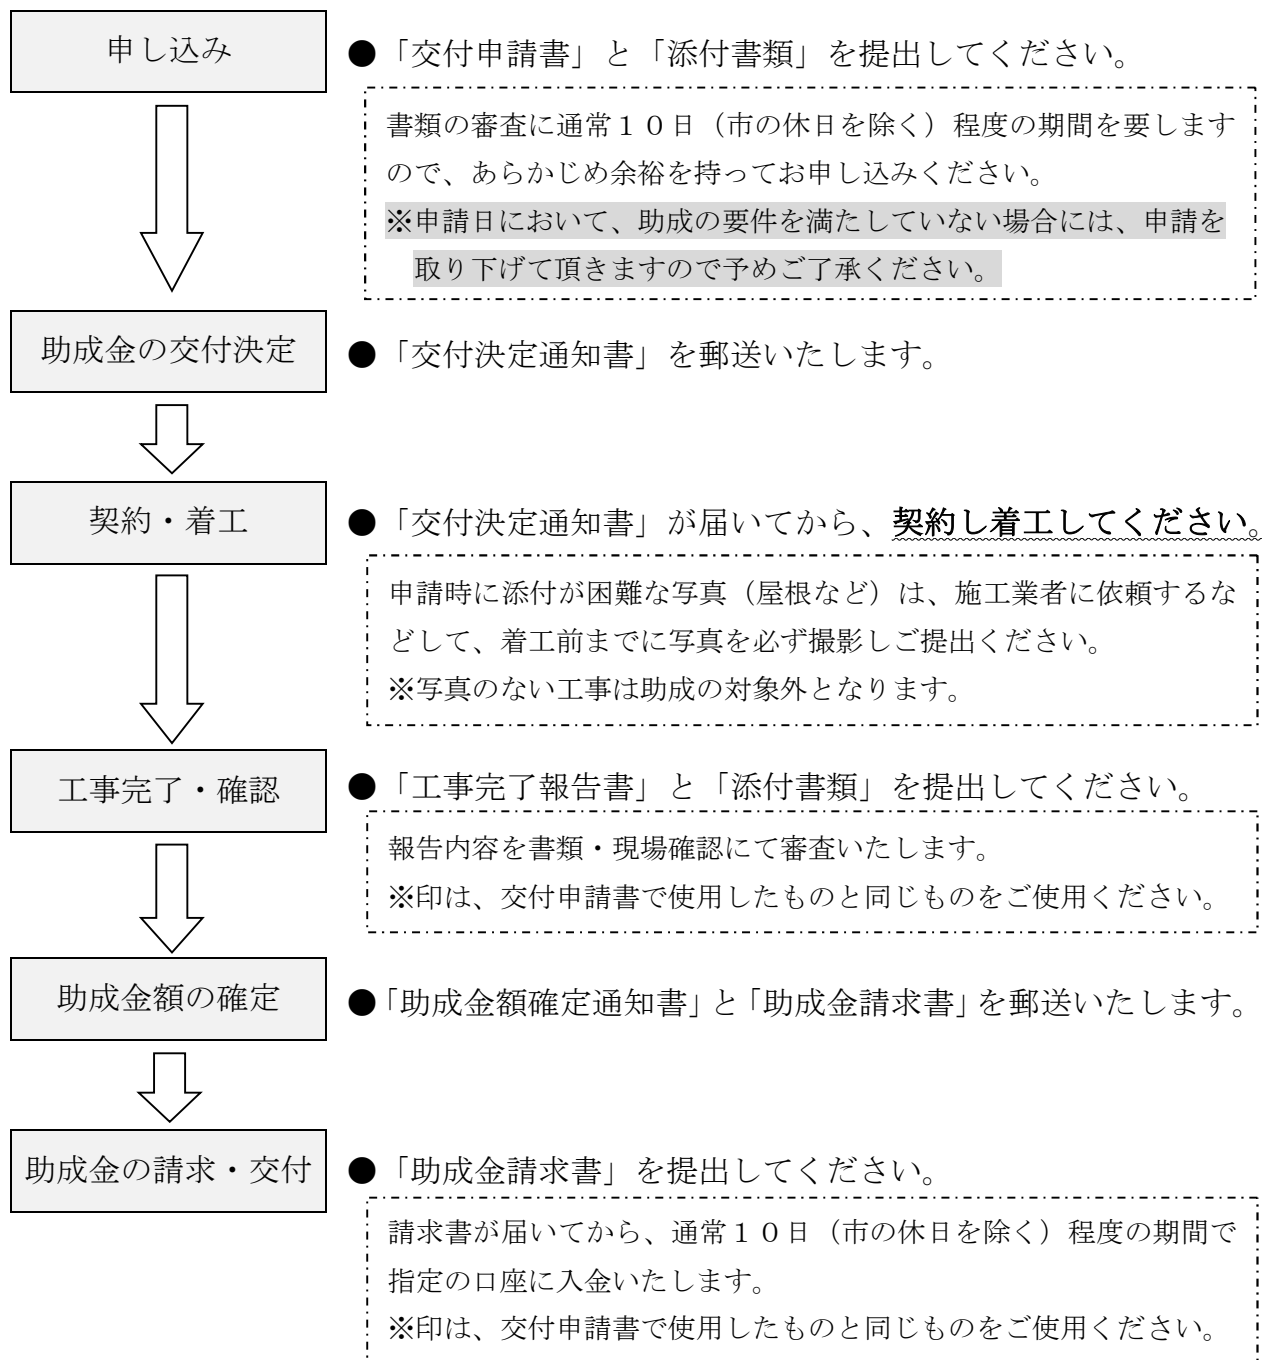 申し込み
●「交付申請書」と「添付書類」を提出してください。
書類の審査に通常１０日（市の休日を除く）程度の期間を要します
ので、あらかじめ余裕を持ってお申し込みください。
※申請日において、助成の要件を満たしていない場合には、申請を
取り下げて頂きますので予めご了承ください。
助成金の交付決定
●「交付決定通知書」を郵送いたします。
契約・着工
●「交付決定通知書」が届いてから、契約し着工してください。
申請時に添付が困難な写真（屋根など）は、施工業者に依頼するな
どして、着工前までに写真を必ず撮影しご提出ください。
※写真のない工事は助成の対象外となります。
工事完了・確認
●「工事完了報告書」と「添付書類」を提出してください。
報告内容を書類・現場確認にて審査いたします。
※印は、交付申請書で使用したものと同じものをご使用ください。
助成金額の確定
●「助成金額確定通知書」と「助成金請求書」を郵送いたします。
助成金の請求・交付
●「助成金請求書」を提出してください。
請求書が届いてから、通常１０日（市の休日を除く）程度の期間で
指定の口座に入金いたします。
※印は、交付申請書で使用したものと同じものをご使用ください。